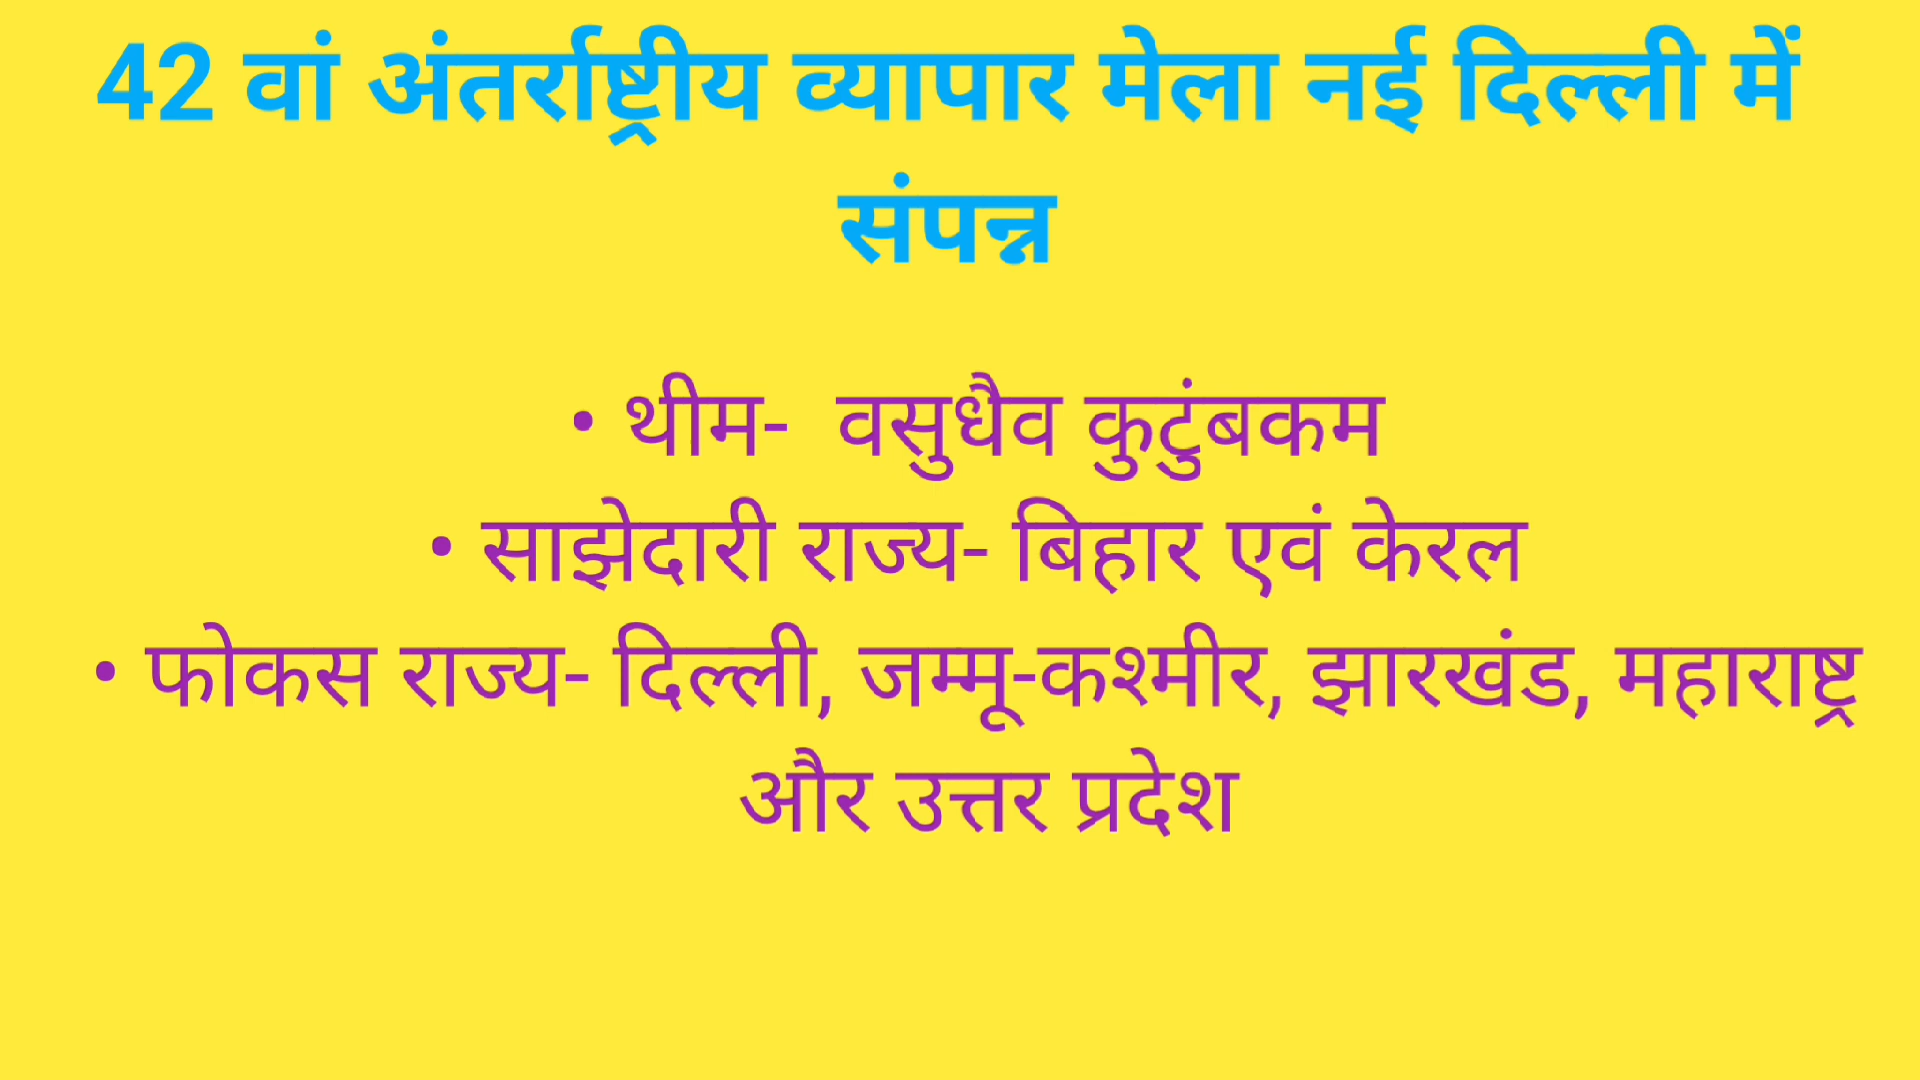 42 वां अंतर्राष्ट्रीय व्यापार मेला नई दिल्ली में
संपन्न
• थीम- वसुधैव कुटुंबकम
• साझेदारी राज्य- बिहार एवं केरल
• फोकस राज्य- दिल्ली, जम्मू-कश्मीर, झारखंड, महाराष्ट्र
और उत्तर प्रदेश